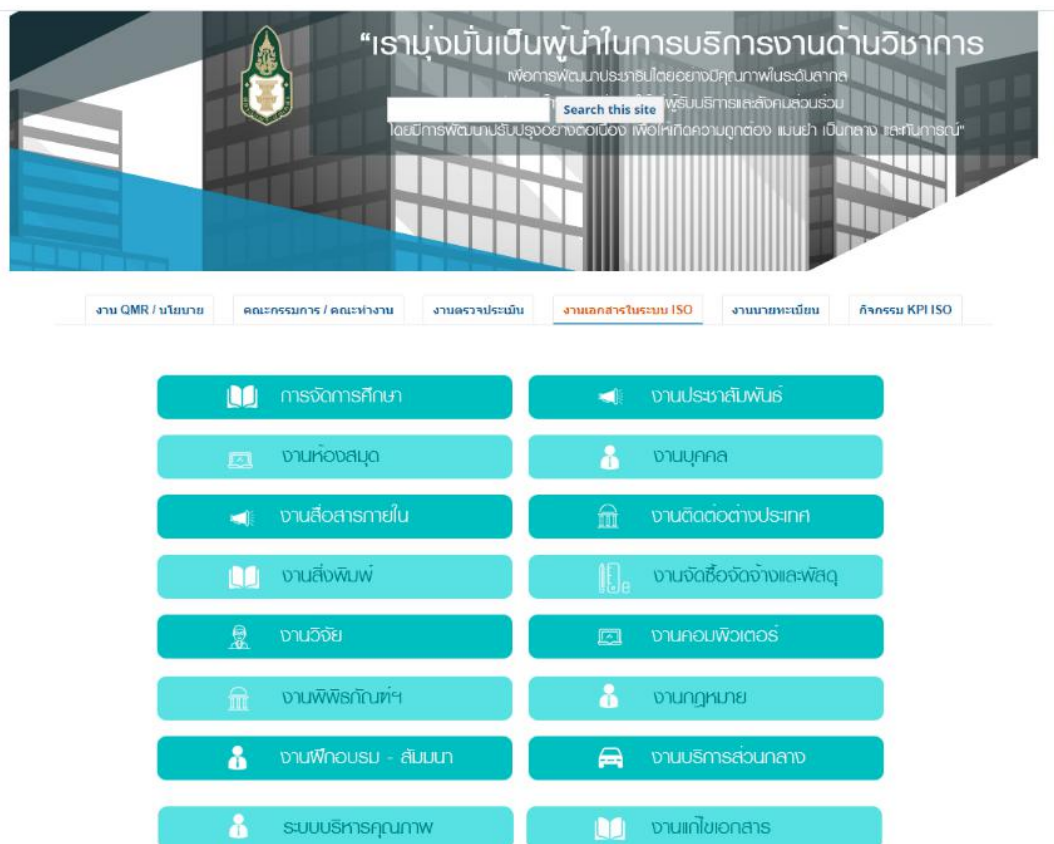 “เรามุ่งมั่นเป็นผู้นำในการบริการงานด้านวิชาการ
เพื่อการพัฒนาประชาธิปไตยอย่างมีคุณภาพในระดับสากล
Search this site
ผู้รับบริการและสังคมส่วนรวม
โดยมีการพัฒนาปรับปรุงอย่างต่อเนื่อง เพื่อให้เกิดความถูกต้อง แม่นยำ เป็นกลาง และทันการณ์”
งาน QMR / นโยบาย คณะกรรมการ / คณะทำงาน งานตรวจประเมิน งานเอกสารในระบบ ISO งานนายทะเบียน กิจกรรม KPI ISO
การจัดการศึกษา งานประชาสัมพันธ์
งานห้องสมุด งานบุคคล
งานสื่อสารภายใน งานติดต่อต่างประเทศ
งานสิ่งพิมพ์ งานจัดซื้อจัดจ้างและพัสดุ
งานวิจัย งานคอมพิวเตอร์
งานพิพิธภัณฑ์ฯ งานกฎหมาย
งานฝึกอบรม - สัมมนา งานบริการส่วนกลาง
ระบบบริหารคุณภาพ งานแก้ไขเอกสาร